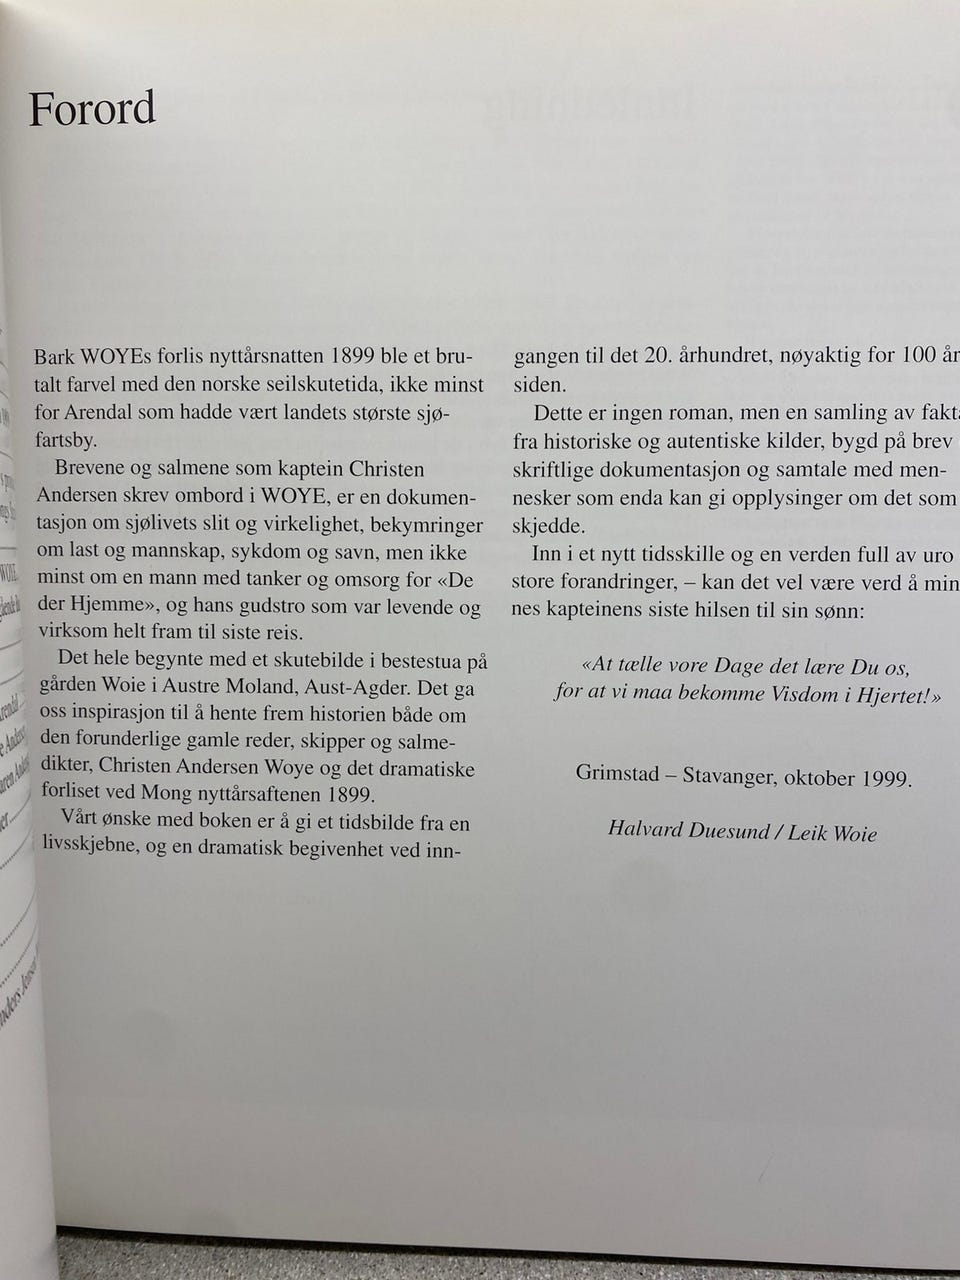 Forord
Bark WOYEs forlis nyttårsnatten 1899 ble et bru-
talt farvel med den norske seilskutetida, ikke minst
for Arendal som hadde vært landets største sjø-
fartsby.
Brevene og salmene som kaptein Christen
Andersen skrev ombord i WOYE, er en dokumen-
tasjon om sjølivets slit og virkelighet, bekymringer
om last og mannskap, sykdom og savn, men ikke
minst om en mann med tanker og omsorg for «De
der Hjemme», og hans gudstro som var levende og
virksom helt fram til siste reis.
Det hele begynte med et skutebilde i bestestua på
gården Woie i Austre Moland, Aust-Agder. Det ga
oss inspirasjon til å hente frem historien både om
den forunderlige gamle reder, skipper og salme-
dikter, Christen Andersen Woye og det dramatiske
forliset ved Mong nyttårsaftenen 1899.
Vårt ønske med boken er å gi et tidsbilde fra en
livsskjebne, og en dramatisk begivenhet ved inn-
gangen til det 20. århundret, nøyaktig for 100 år
siden.
Dette er ingen roman, men en samling av fakta
fra historiske og autentiske kilder, bygd på brev
skriftlige dokumentasjon og samtale med men-
nesker som enda kan gi opplysinger om det som
skjedde.
Inn i et nytt tidsskille og en verden full av uro
store forandringer, – kan det vel være verd å min
nes kapteinens siste hilsen til sin sønn:
«At tælle vore Dage det lære Du os,
for at vi maa bekomme Visdom i Hjertet!»
Grimstad – Stavanger, oktober 1999.
Halvard Duesund / Leik Woie